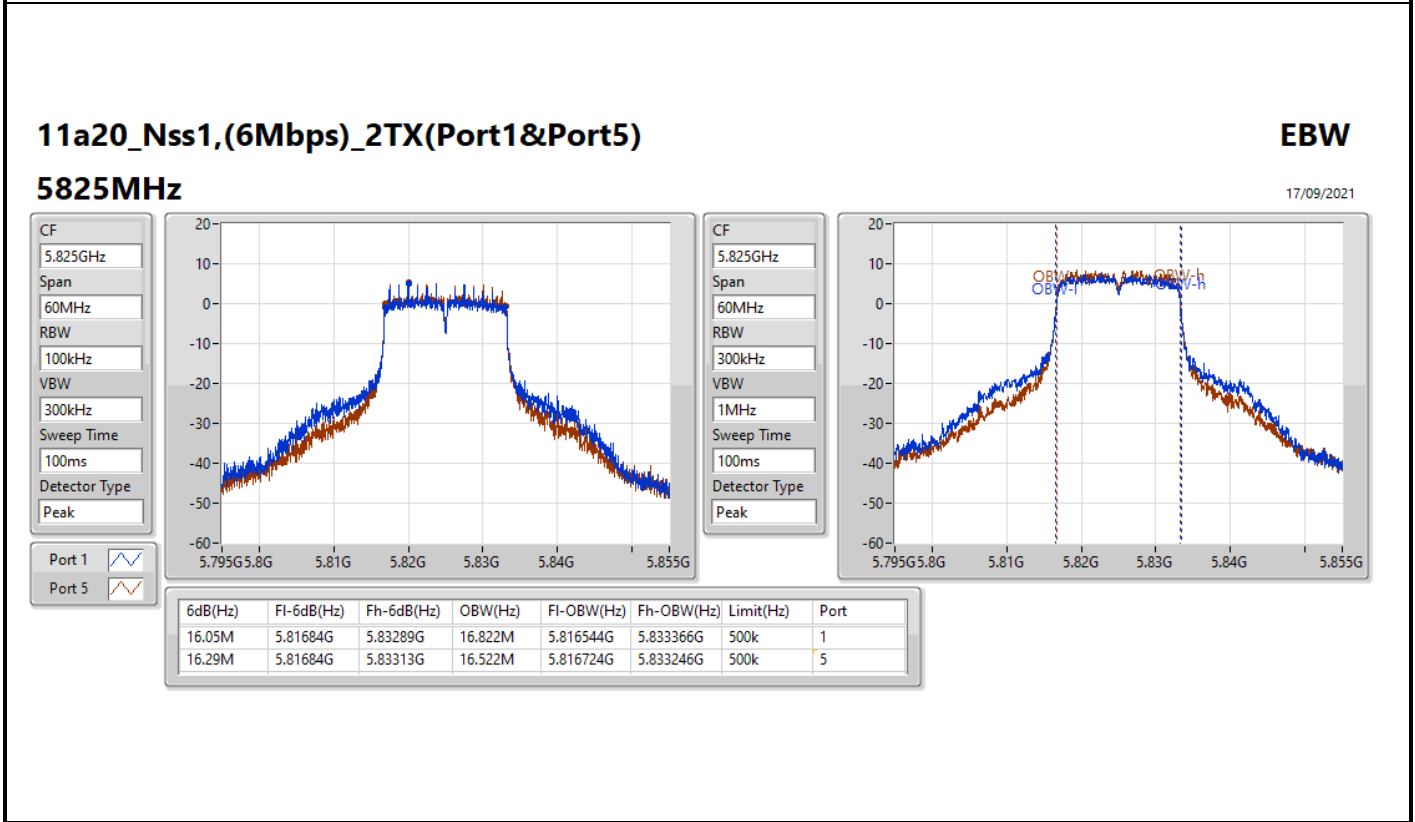 11a20_Nss1,(6Mbps)_2TX(Port1&Port5) EBW
5825MHz 17/09/2021
CF
5.825GHz
Span
60MHz
RBW
100kHz
VBW
300kHz
Sweep Time
100ms
Detector Type
Peak
Port 1
Port 5
20
10
0
-10
-20
-30
-40
-50
-60
5.795G 5.8G 5.81G 5.82G 5.83G 5.84G 5.855G
CF
5.825GHz
Span
60MHz
RBW
300kHz
VBW
1MHz
Sweep Time
100ms
Detector Type
Peak
20
10
0
-10
-20
-30
-40
-50
-60
OBW-h
OBW-l OBW-h
5.795G 5.8G 5.81G 5.82G 5.83G 5.84G 5.855G
6dB(Hz) Fl-6dB(Hz) Fh-6dB(Hz) OBW(Hz) Fl-OBW(Hz) Fh-OBW(Hz) Limit(Hz) Port
16.05M 5.81684G 5.83289G 16.822M 5.816544G 5.833366G 500k 1
16.29M 5.81684G 5.83313G 16.522M 5.816724G 5.833246G 500k 5